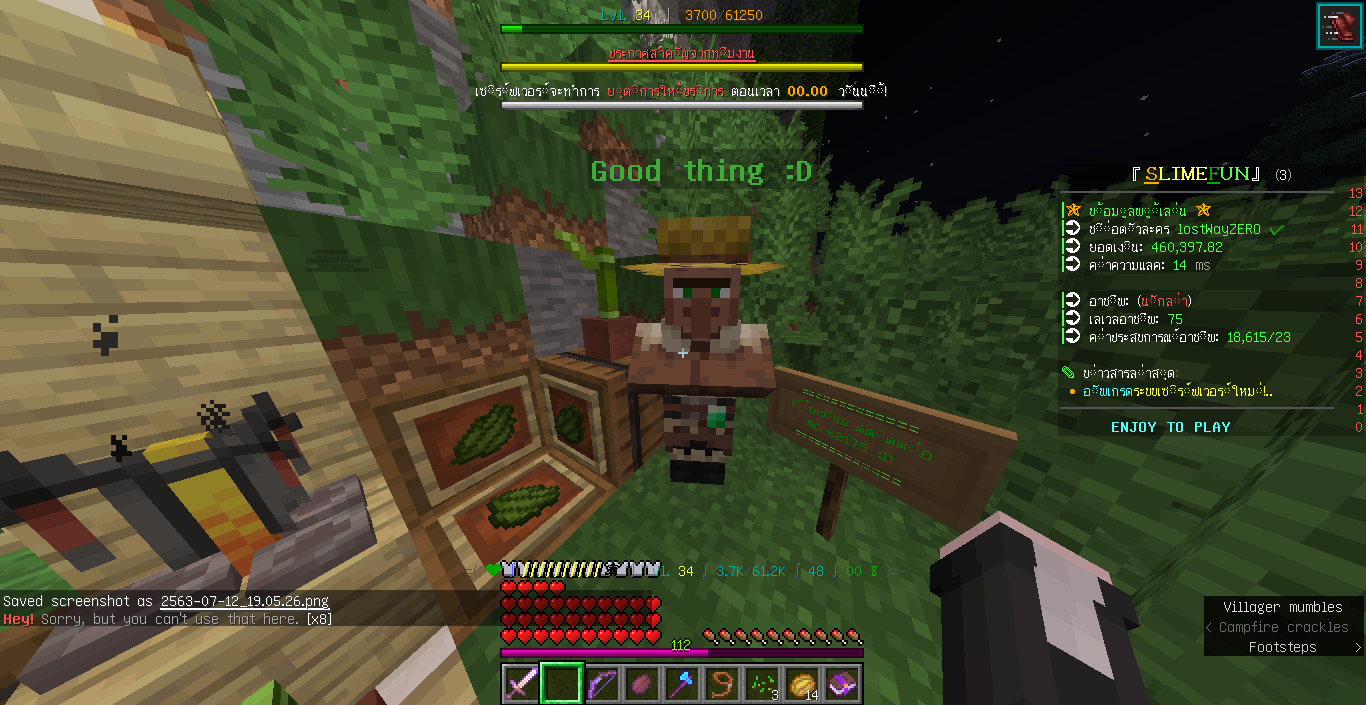 LVL 34 | 3700/61250
ประกาศสำคัญจากทีมงาน
เซิร์ฟเวอร์จะทำการ ยุติการให้บริการ ตอนเวลา 00.00 วันนี้!
Good thing :D
『 SLIMEFUN』 (3)
13
ข้อมูลผู้เล่น 12
ชื่อตัวละคร lostWayZERO ✓ 11
ยอดเงิน: 460,397.82 10
ค่าความแลค: 14 ms 9
8
อาชีพ: (นักล่า) 7
เลเวลอาชีพ: 75 6
ค่าประสบการณ์อาชีพ: 18,615/23 5
4
ข่าวสารล่าสุด: 3
อัพเกรดระบบเซิร์ฟเวอร์ใหม่!.. 2
1
ENJOY TO PLAY 0
34 ∫ 3.7K/61.2K ∫ 48 ∫ 00
Saved screenshot as 2563-07-12_19.05.26.png
Hey! Sorry, but you can't use that here. [x8]
112
3
14
Villager mumbles
< Campfire crackles
Footsteps >